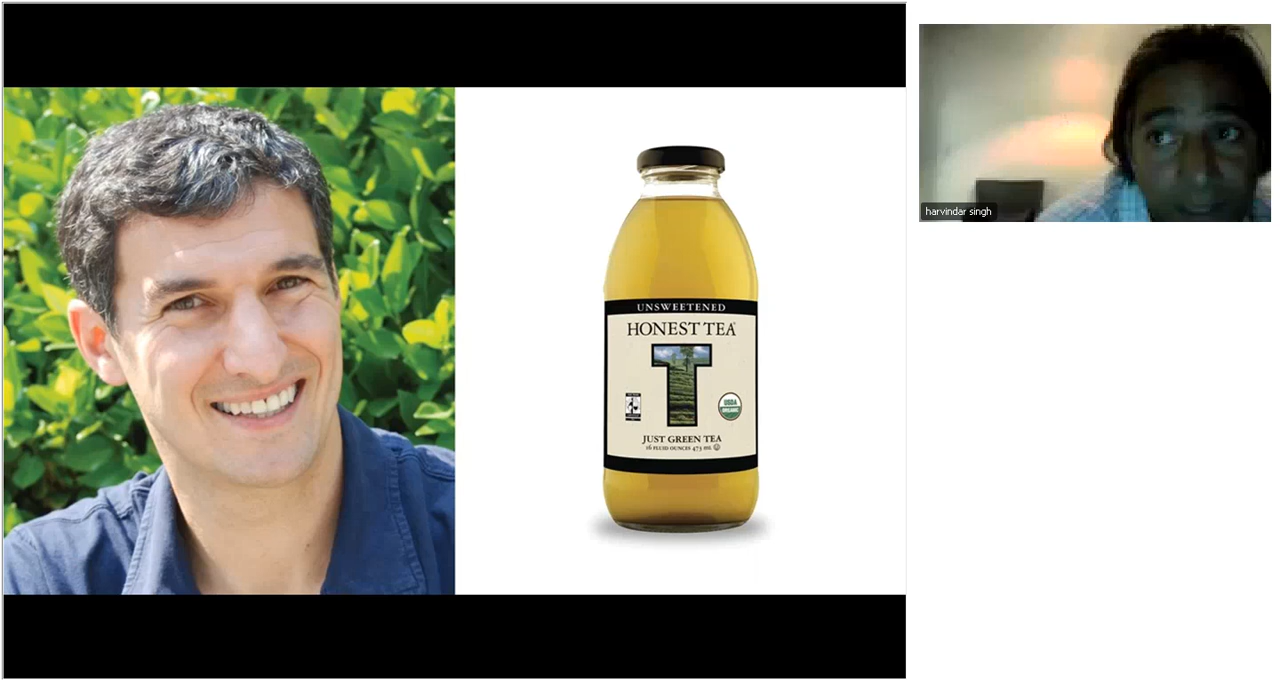 UNSWEETENED
HONEST TEA
T
USDA
ORGANIC
JUST GREEN TEA
16 FLUID OUNCES 473 mL
harvindar singh